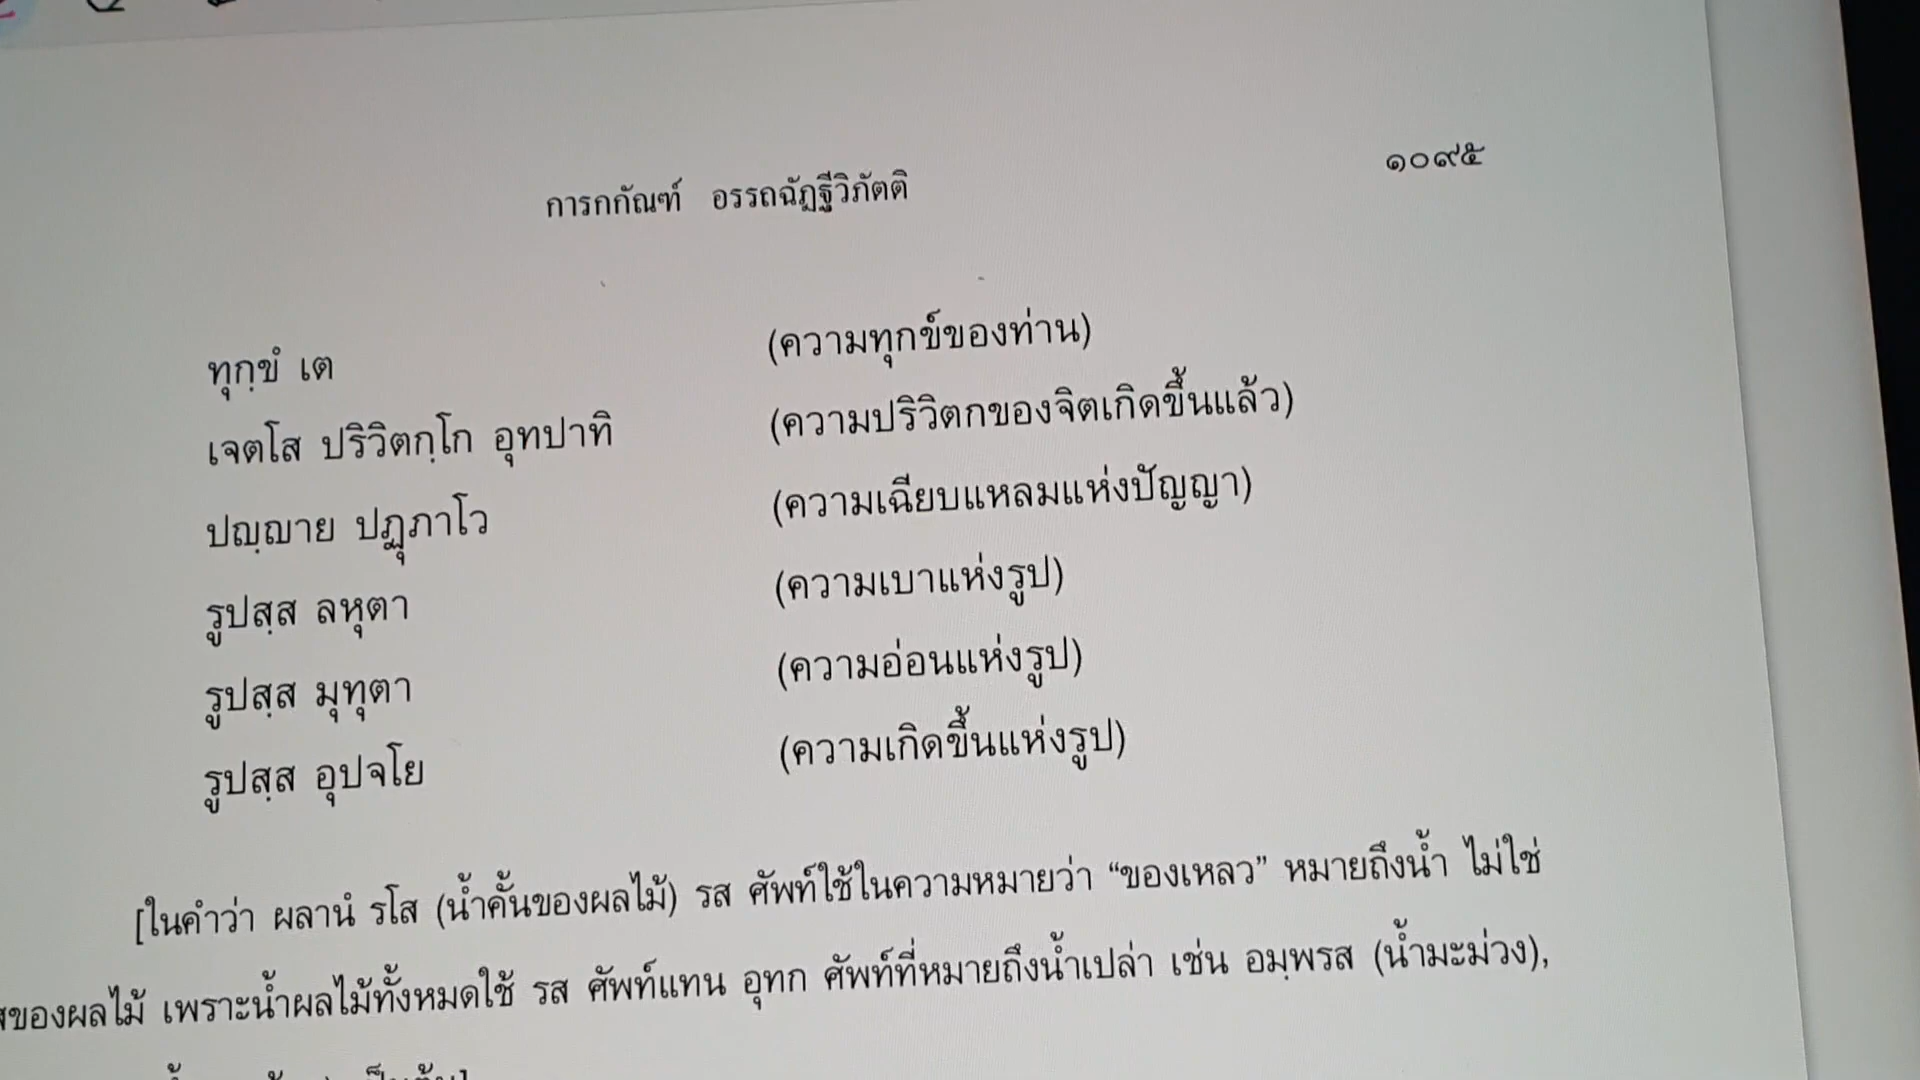 การกกัณฑ์ อรรถฉัฏฐีวิภัตติ
๑๐๙๕
ทุกฺขํ เต (ความทุกข์ของท่าน)
เจตโส ปริวิตกฺโก อุทปาทิ (ความปริวิตกของจิตเกิดขึ้นแล้ว)
ปญฺญาย ปฏุภาโว (ความเฉียบแหลมแห่งปัญญา)
รูปสฺส ลหุตา (ความเบาแห่งรูป)
รูปสฺส มุทุตา (ความอ่อนแห่งรูป)
รูปสฺส อุปจโย (ความเกิดขึ้นแห่งรูป)
[ในคำว่า ผลานํ รโส (น้ำคั้นของผลไม้) รส ศัพท์ใช้ในความหมายว่า “ของเหลว” หมายถึงน้ำ ไม่ใช่
ของผลไม้ เพราะน้ำผลไม้ทั้งหมดใช้ รส ศัพท์แทน อุทก ศัพท์ที่หมายถึงน้ำเปล่า เช่น อมฺพรส (น้ำมะม่วง),